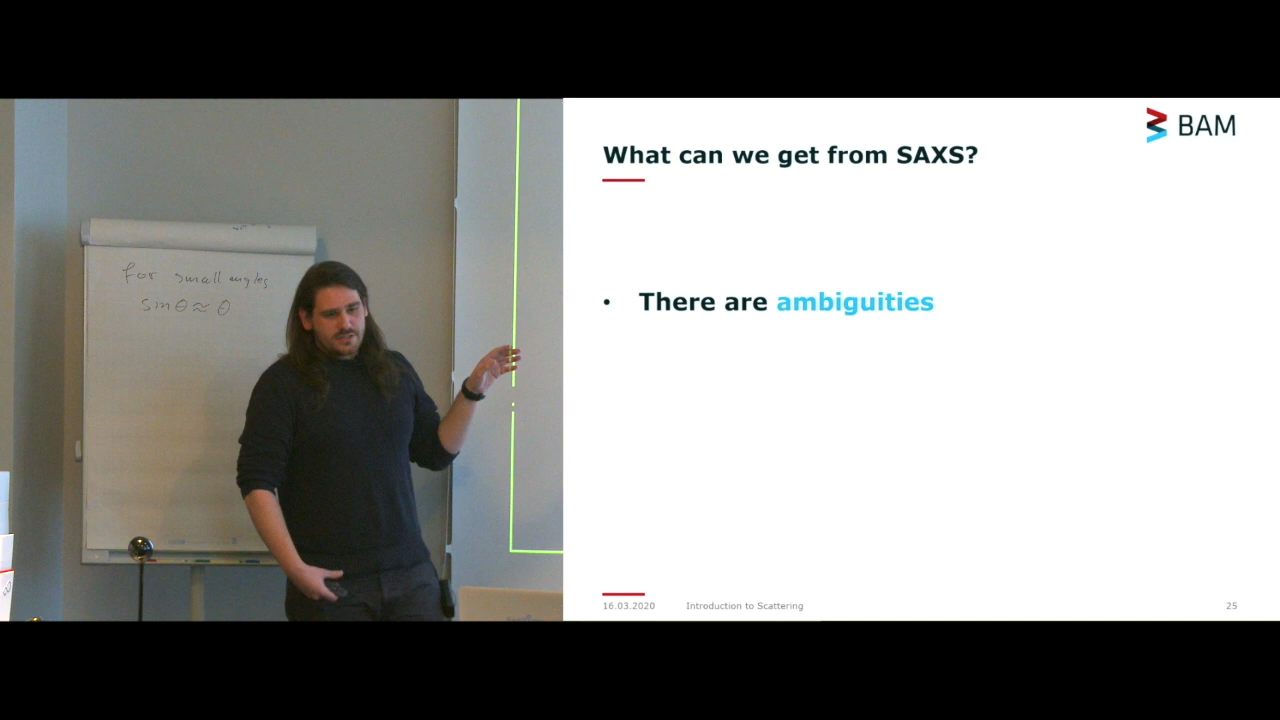 for small angles
sin θ ≈ θ
BAM
What can we get from SAXS?
• There are ambiguities
16.03.2020 Introduction to Scattering 25